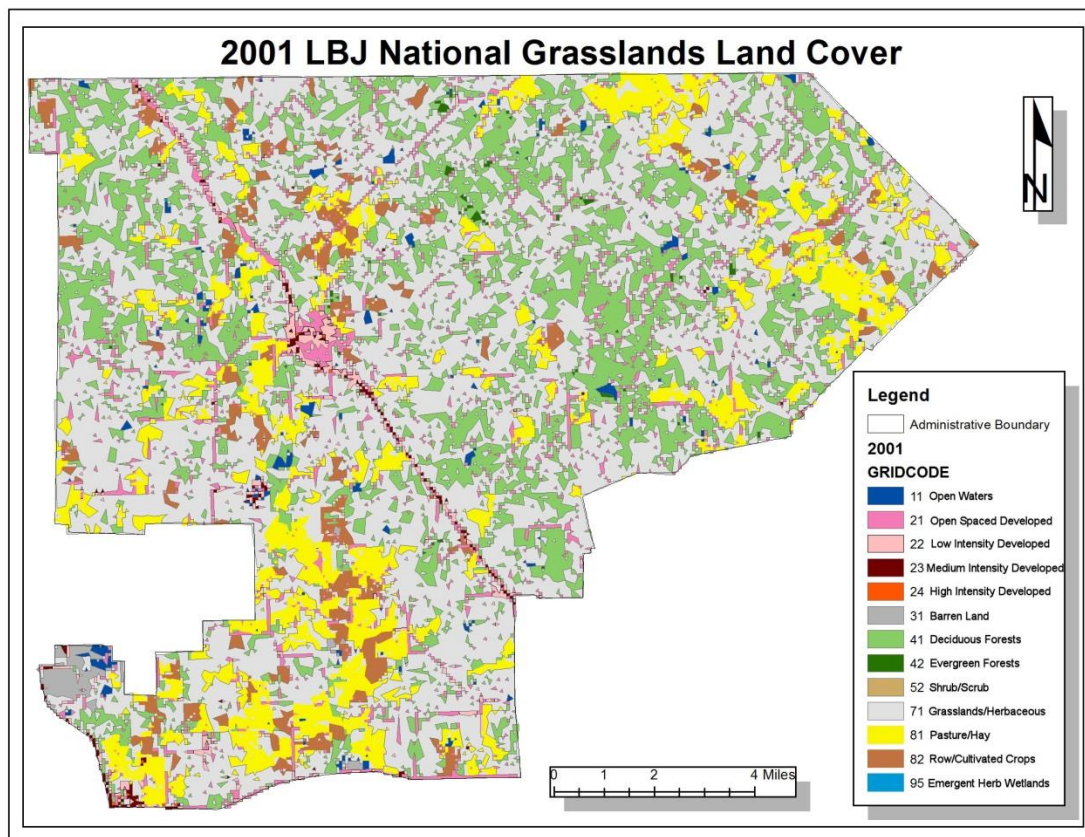 2001 LBJ National Grasslands Land Cover
N
Legend
Administrative Boundary
2001
GRIDCODE
11 Open Waters
21 Open Spaced Developed
22 Low Intensity Developed
23 Medium Intensity Developed
24 High Intensity Developed
31 Barren Land
41 Deciduous Forests
42 Evergreen Forests
52 Shrub/Scrub
71 Grasslands/Herbaceous
81 Pasture/Hay
82 Row/Cultivated Crops
95 Emergent Herb Wetlands
0 1 2 4 Miles